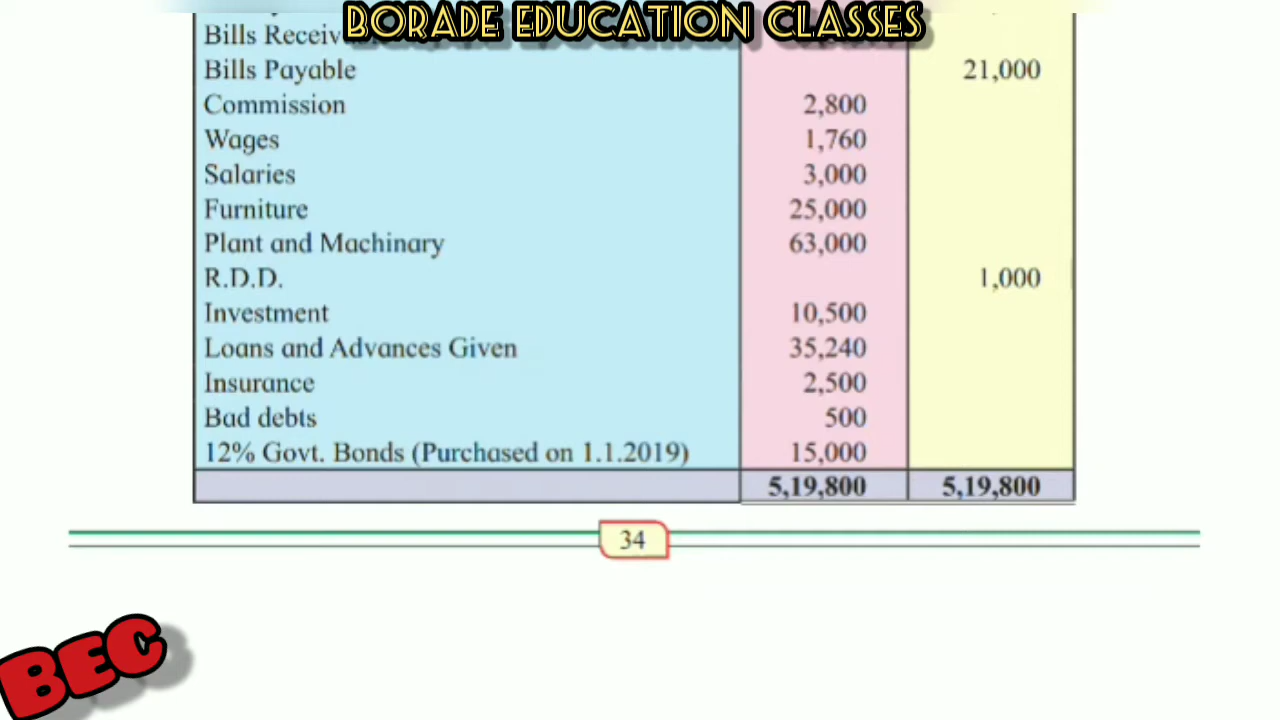 BORADE EDUCATION CLASSES
Bills
Bills Payable 21,000
Commission 2,800
Wages 1,760
Salaries 3,000
Furniture 25,000
Plant and Machinary 63,000
R.D.D. 1,000
Investment 10,500
Loans and Advances Given 35,240
Insurance 2,500
Bad debts 500
12% Govt. Bonds (Purchased on 1.1.2019) 15,000
5,19,800 5,19,800
34
BEC